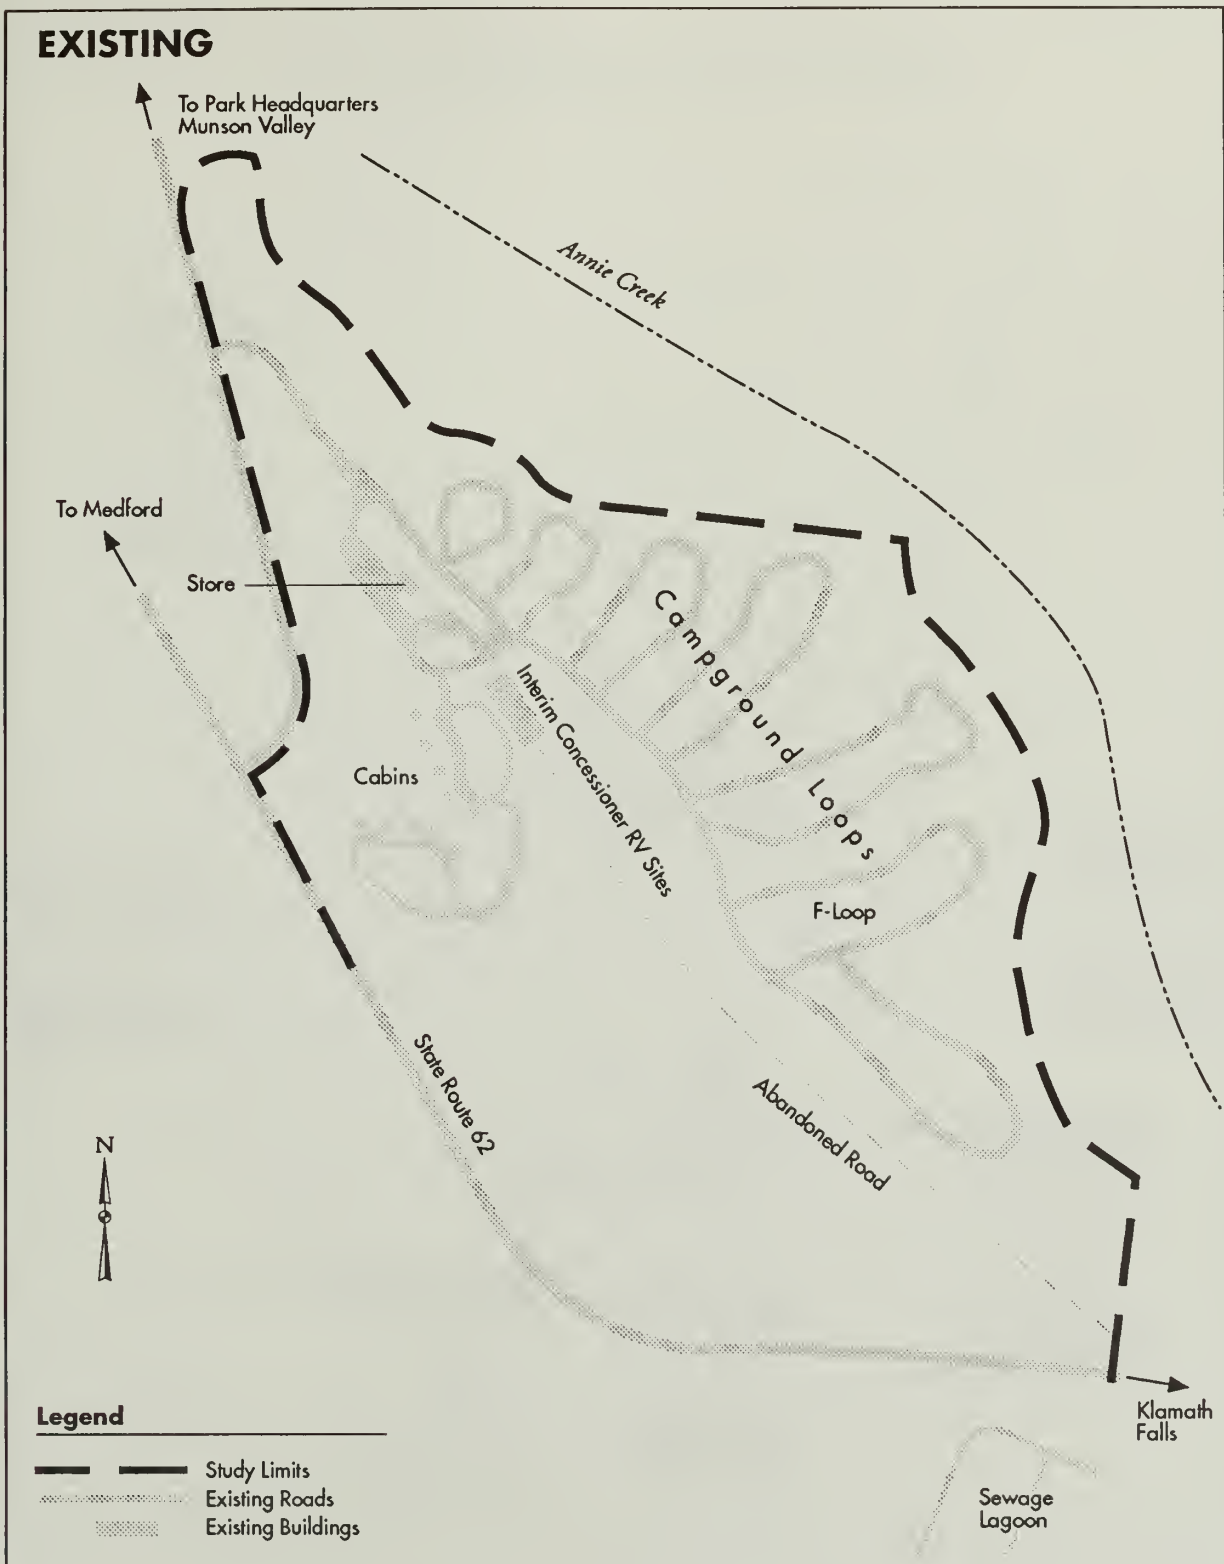 EXISTING
To Park Headquarters
Munson Valley
Annie Creek
To Medford
Store
Campground Loops
Interim Concessioner RV Sites
Cabins
F-Loop
State Route 62
Abandoned Road
N
Klamath
Falls
Legend
Study Limits
Existing Roads
Existing Buildings
Sewage
Lagoon